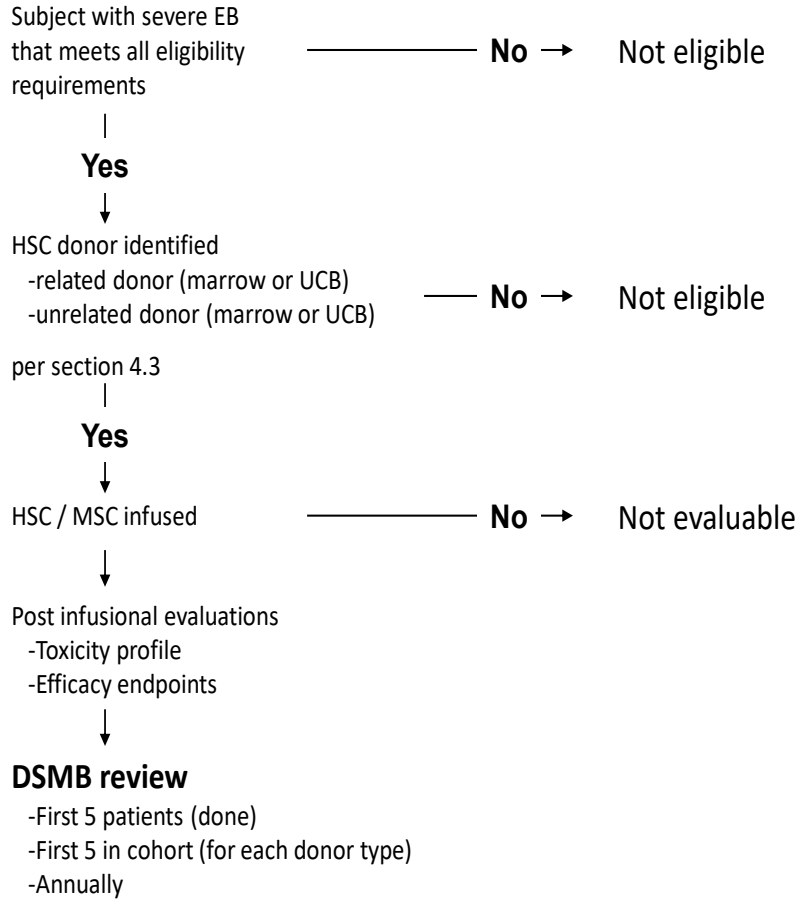 Subject with severe EB
that meets all eligibility
requirements
No
Not eligible
Yes
HSC donor identified
-related donor (marrow or UCB)
-unrelated donor (marrow or UCB)
No
Not eligible
per section 4.3
Yes
HSC / MSC infused
No
Not evaluable
Post infusional evaluations
-Toxicity profile
-Efficacy endpoints
DSMB review
-First 5 patients (done)
-First 5 in cohort (for each donor type)
-Annually